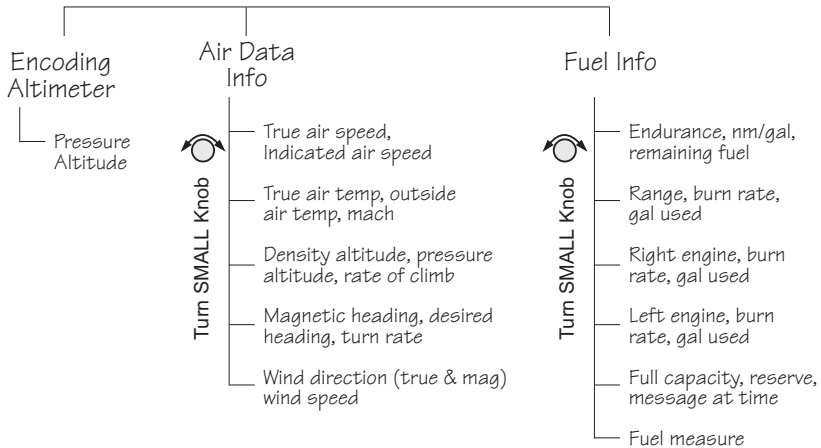 Encoding
Altimeter
Pressure
Altitude
Air Data
Info
Turn SMALL Knob
True air speed,
Indicated air speed
True air temp, outside
air temp, mach
Density altitude, pressure
altitude, rate of climb
Magnetic heading, desired
heading, turn rate
Wind direction (true & mag)
wind speed
Fuel Info
Turn SMALL Knob
Endurance, nm/gal,
remaining fuel
Range, burn rate,
gal used
Right engine, burn
rate, gal used
Left engine, burn
rate, gal used
Full capacity, reserve,
message at time
Fuel measure